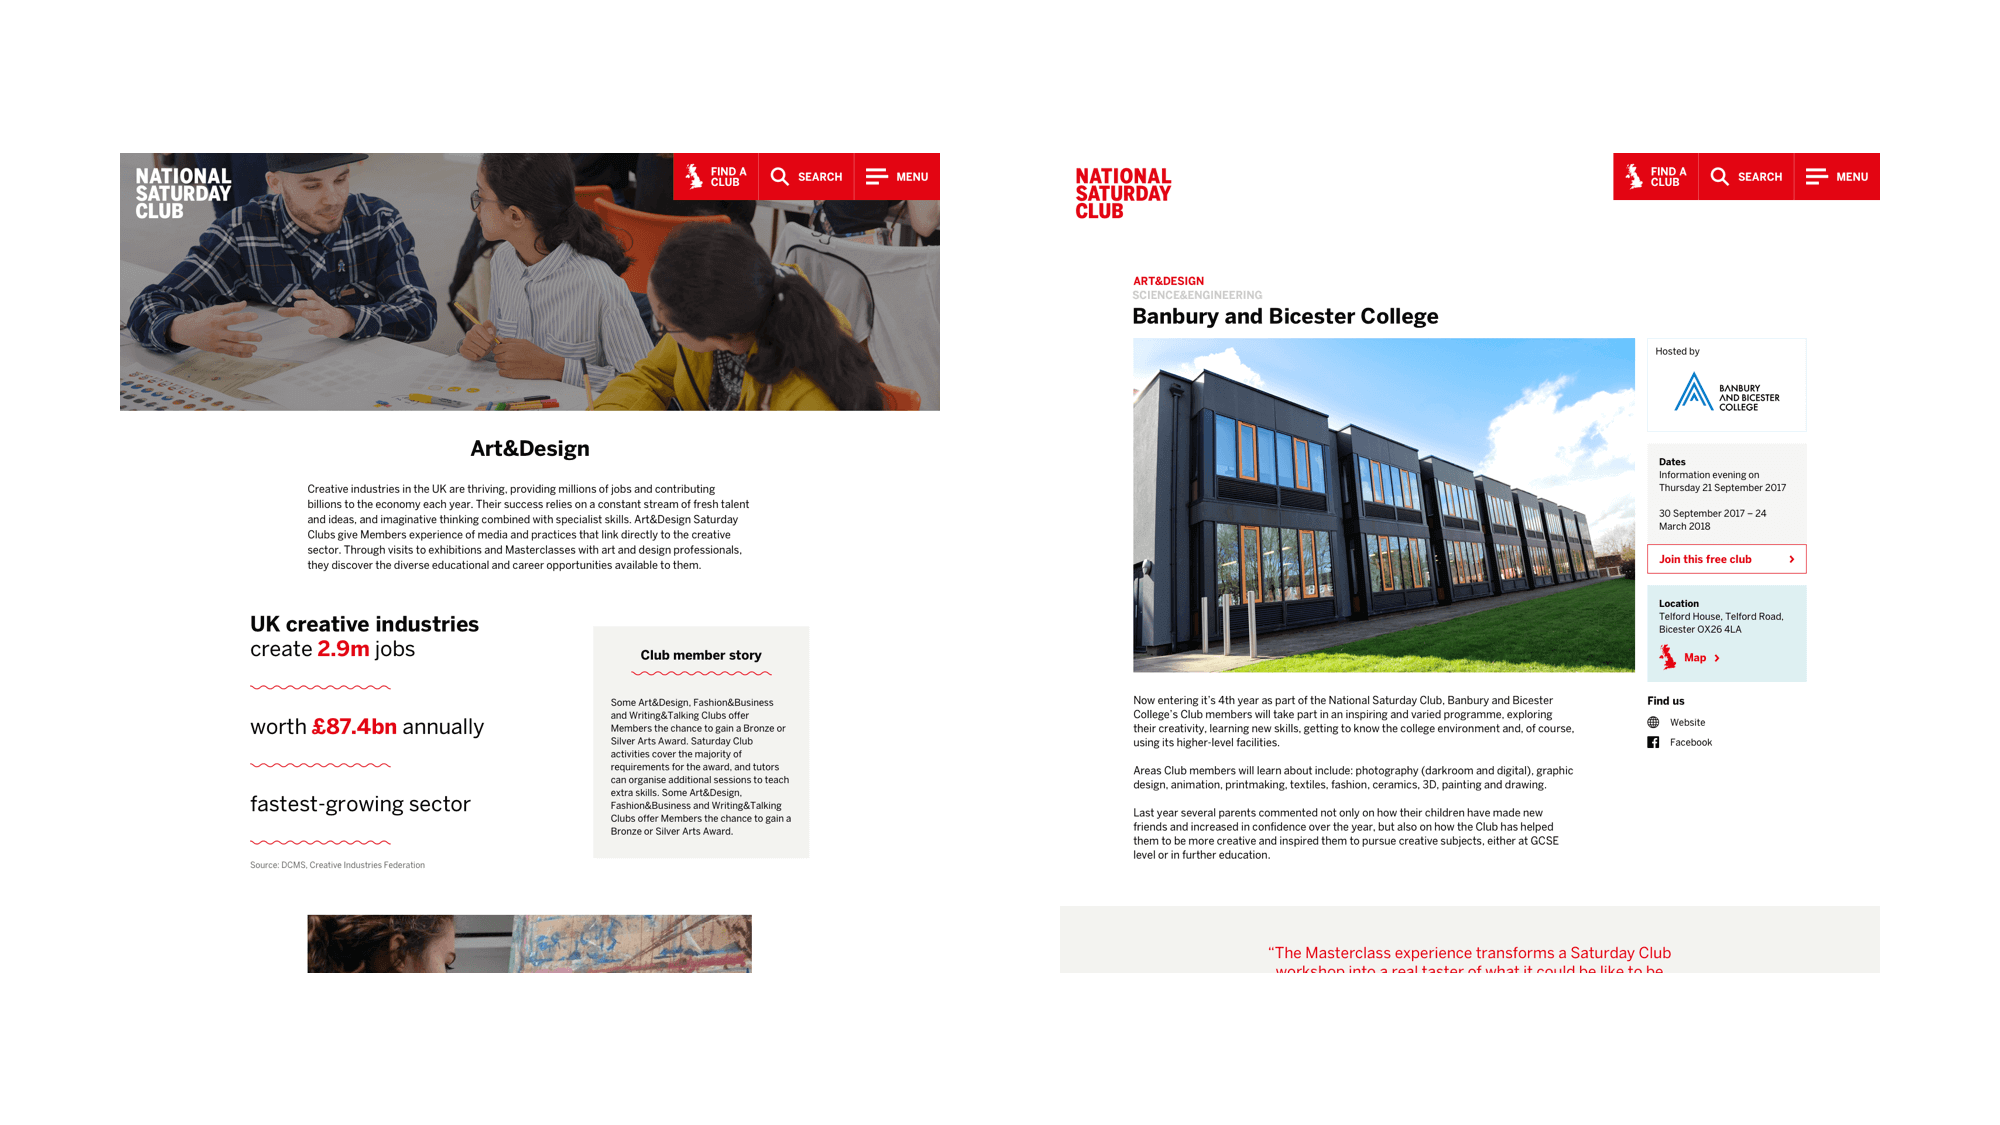 NATIONAL
SATURDAY
CLUB
FIND A
CLUB
SEARCH
MENU
Art&Design
Creative industries in the UK are thriving, providing millions of jobs and contributing
billions to the economy each year. Their success relies on a constant stream of fresh talent
and ideas, and imaginative thinking combined with specialist skills. Art&Design Saturday
Clubs give Members experience of media and practices that link directly to the creative
sector. Through visits to exhibitions and Masterclasses with art and design professionals,
they discover the diverse educational and career opportunities available to them.
UK creative industries
create 2.9m jobs
worth £87.4bn annually
fastest-growing sector
Source: DCMS, Creative Industries Federation
Club member story
Some Art&Design, Fashion&Business
and Writing&Talking Clubs offer
Members the chance to gain a Bronze or
Silver Arts Award. Saturday Club
activities cover the majority of
requirements for the award, and tutors
can organise additional sessions to teach
extra skills. Some Art&Design,
Fashion&Business and Writing&Talking
Clubs offer Members the chance to gain a
Bronze or Silver Arts Award.
NATIONAL
SATURDAY
CLUB
FIND A
CLUB
SEARCH
MENU
ART&DESIGN
SCIENCE&ENGINEERING
Banbury and Bicester College
Hosted by
BANBURY
AND BICESTER
COLLEGE
Dates
Information evening on
Thursday 21 September 2017
30 September 2017 – 24
March 2018
Join this free club
Location
Telford House, Telford Road,
Bicester OX26 4LA
Map
Find us
Website
Facebook
Now entering it's 4th year as part of the National Saturday Club, Banbury and Bicester
College's Club members will take part in an inspiring and varied programme, exploring
their creativity, learning new skills, getting to know the college environment and, of course,
using its higher-level facilities.
Areas Club members will learn about include: photography (darkroom and digital), graphic
design, animation, printmaking, textiles, fashion, ceramics, 3D, painting and drawing.
Last year several parents commented not only on how their children have made new
friends and increased in confidence over the year, but also on how the Club has helped
them to be more creative and inspired them to pursue creative subjects, either at GCSE
level or in further education.
“The Masterclass experience transforms a Saturday Club
workshop into a real taster of what it could be like to be